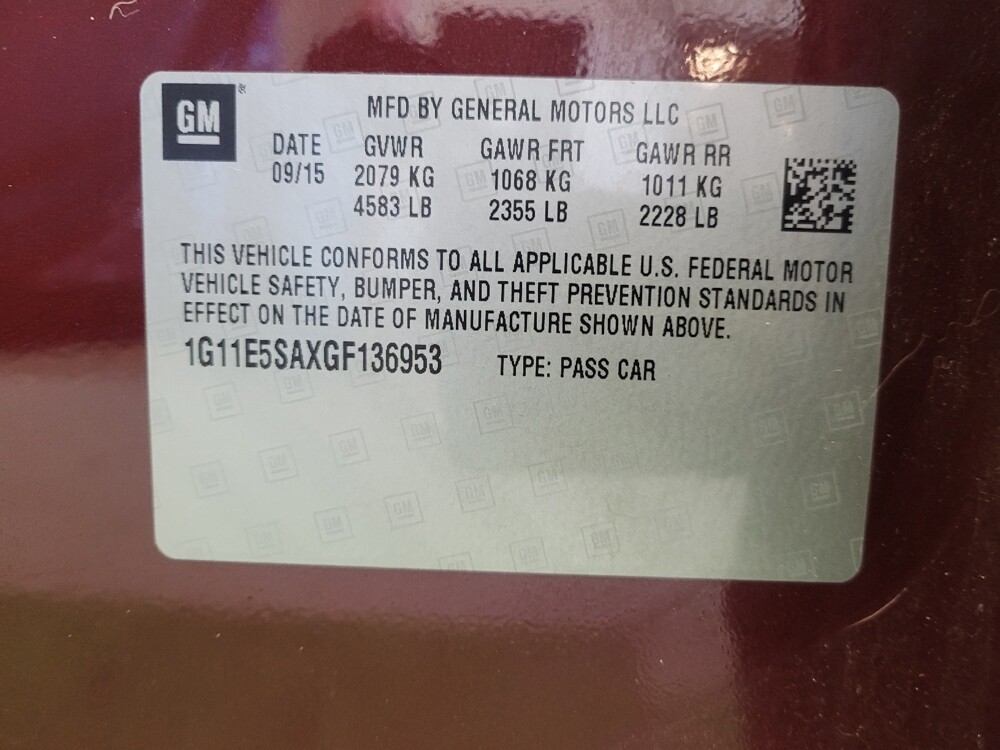 GM ®
MFD BY GENERAL MOTORS LLC
DATE GVWR GAWR FRT GAWR RR
09/15 2079 KG 1068 KG 1011 KG
4583 LB 2355 LB 2228 LB
THIS VEHICLE CONFORMS TO ALL APPLICABLE U.S. FEDERAL MOTOR
VEHICLE SAFETY, BUMPER, AND THEFT PREVENTION STANDARDS IN
EFFECT ON THE DATE OF MANUFACTURE SHOWN ABOVE.
1G11E5SAXGF136953 TYPE: PASS CAR